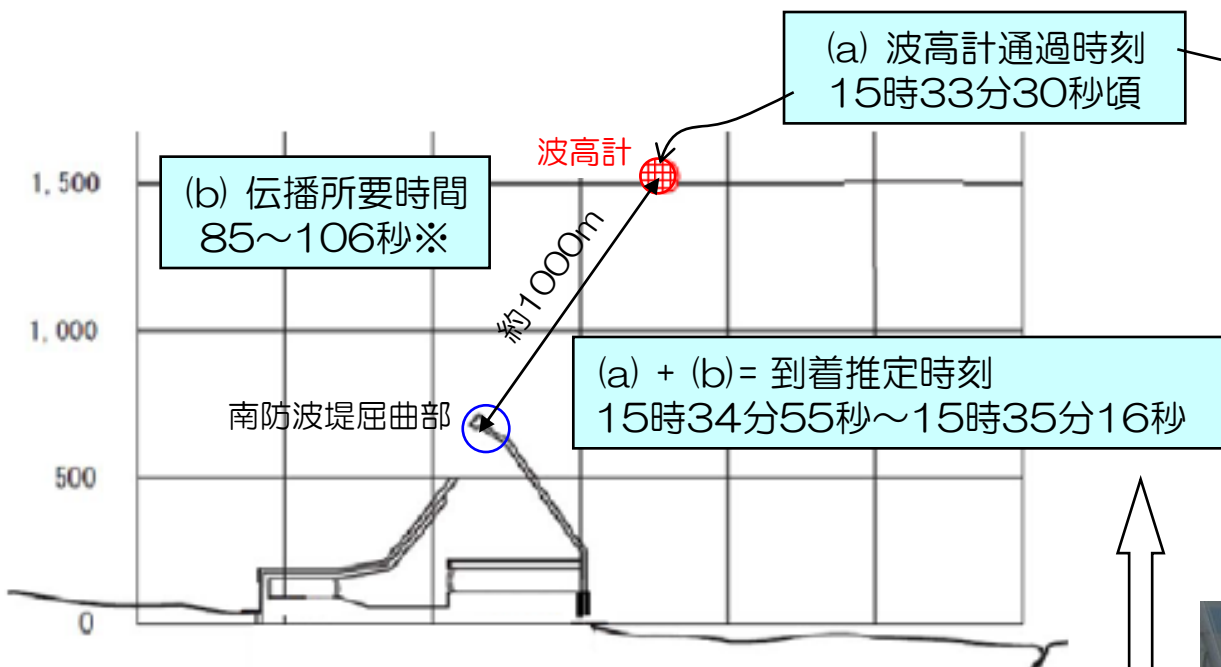 (a) 波高計通過時刻
15時33分30秒頃
波高計
1,500
(b) 伝播所要時間
85~106秒※
約1000m
1,000
(a) + (b)= 到着推定時刻
15時34分55秒~15時35分16秒
南防波堤屈曲部
500
0